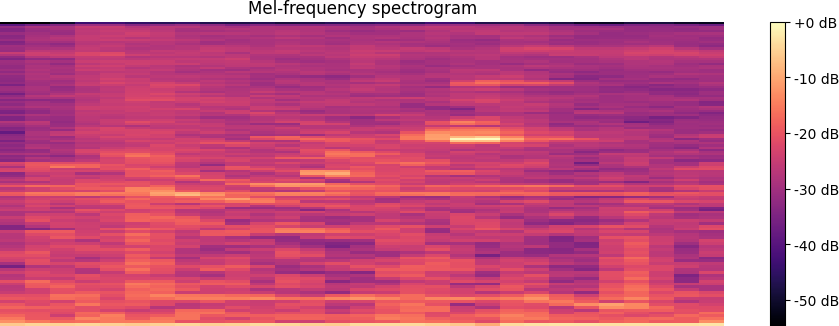 Mel-frequency spectrogram
+0 dB
-10 dB
-20 dB
-30 dB
-40 dB
-50 dB